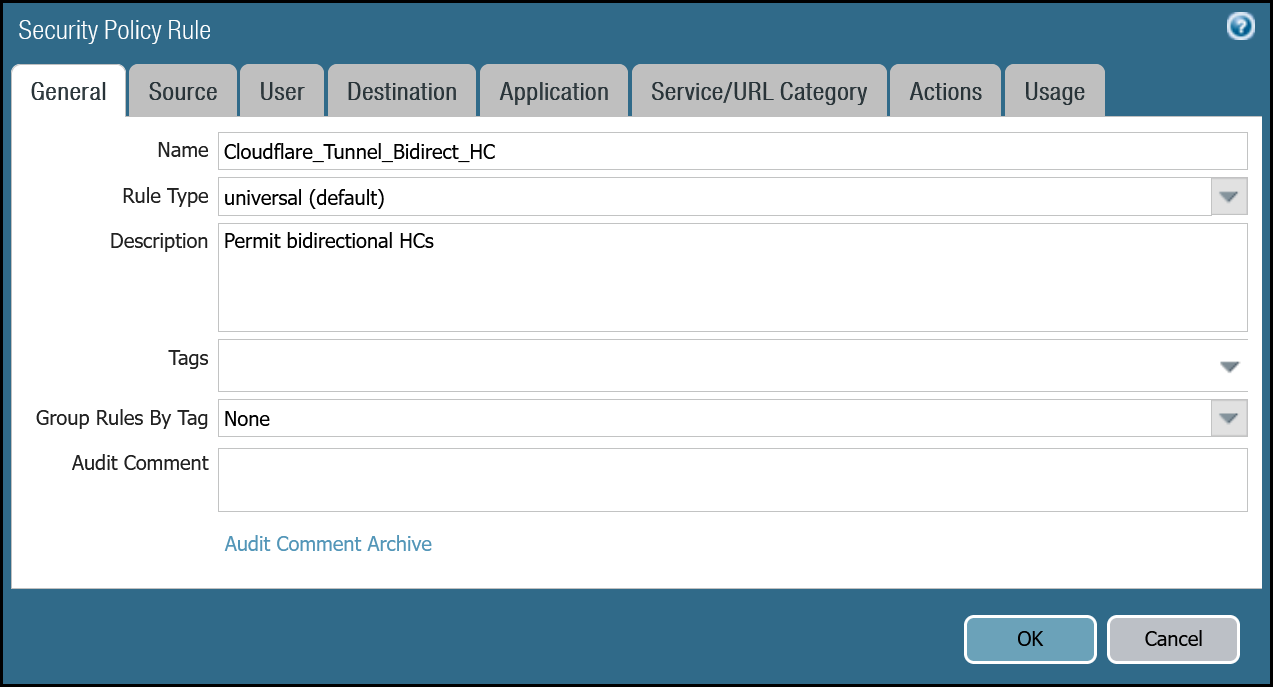 Security Policy Rule
?
General
Source
User
Destination
Application
Service/URL Category
Actions
Usage
Name
Cloudflare_Tunnel_Bidirect_HC
Rule Type
universal (default)
Description
Permit bidirectional HCs
Tags
Group Rules By Tag
None
Audit Comment
Audit Comment Archive
OK
Cancel